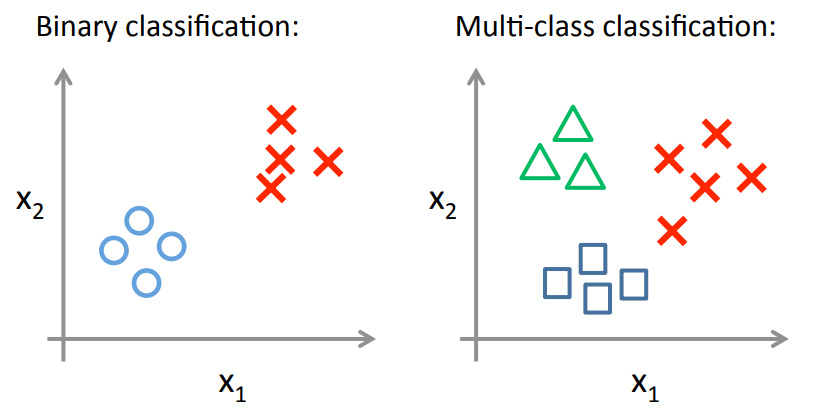 Binary classification:
x2
x1
Multi-class classification:
x2
x1